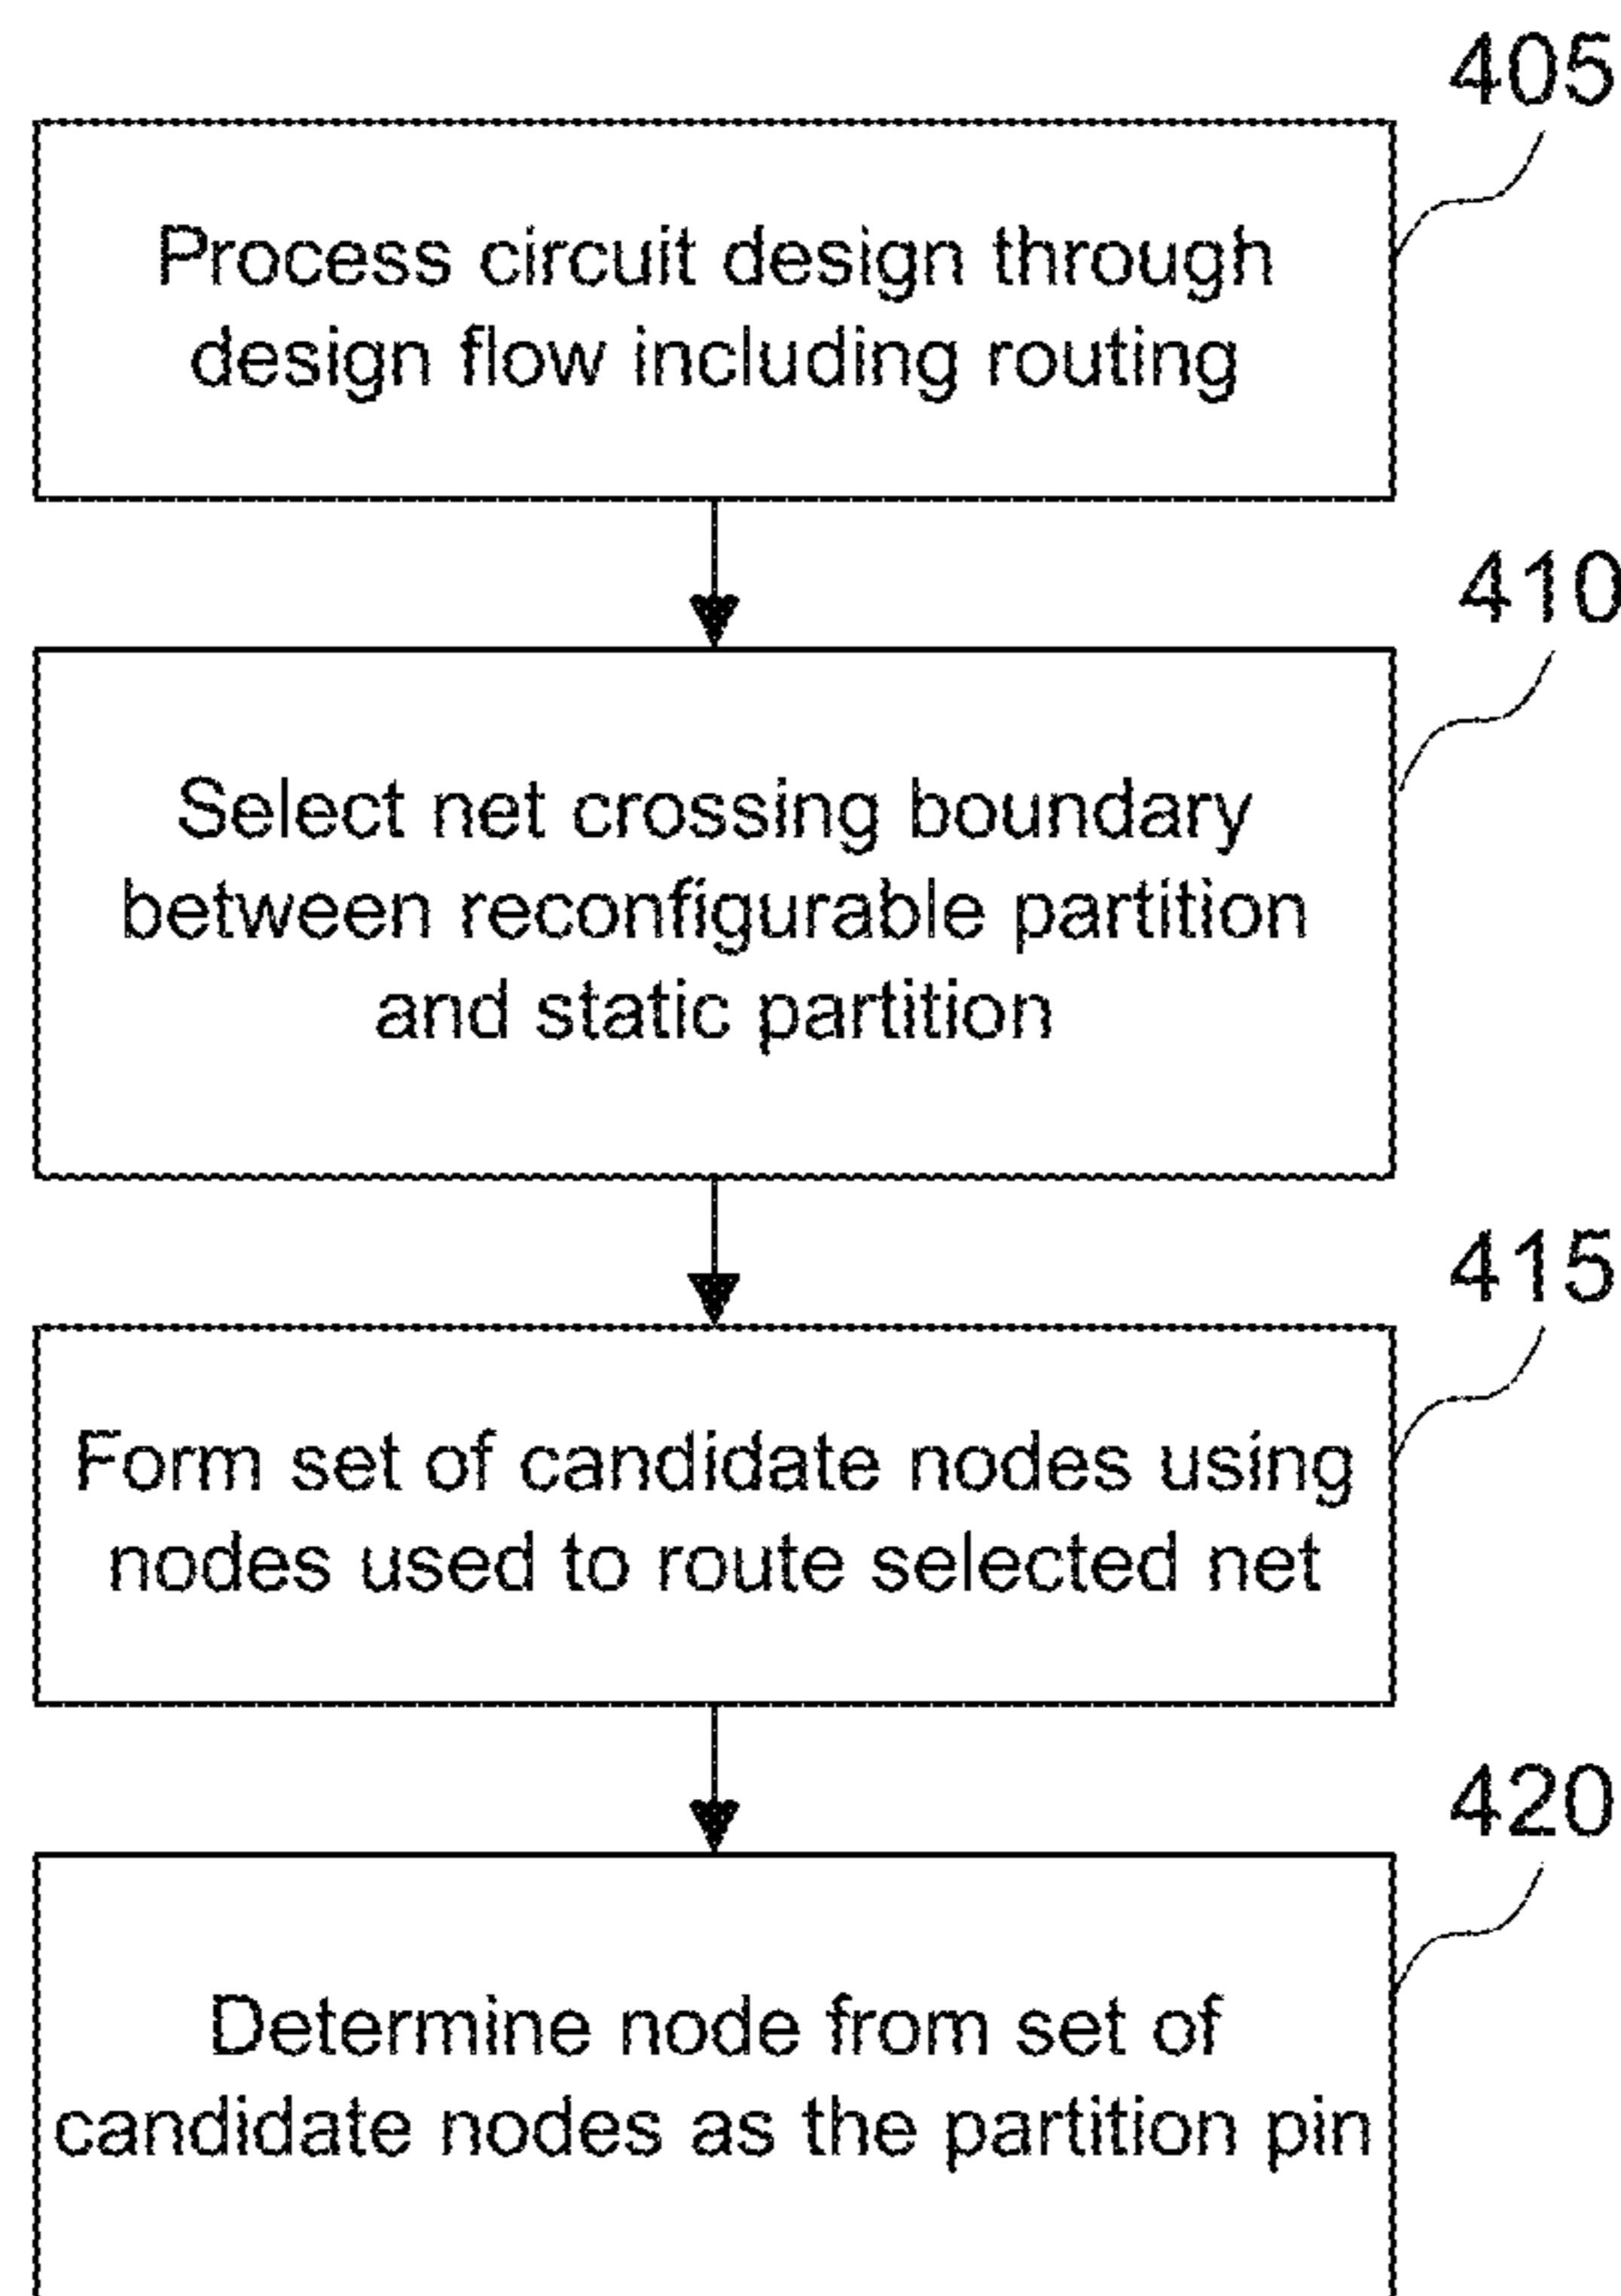 405
Process circuit design through
design flow including routing
410
Select net crossing boundary
between reconfigurable partition
and static partition
415
Form set of candidate nodes using
nodes used to route selected net
420
Determine node from set of
candidate nodes as the partition pin